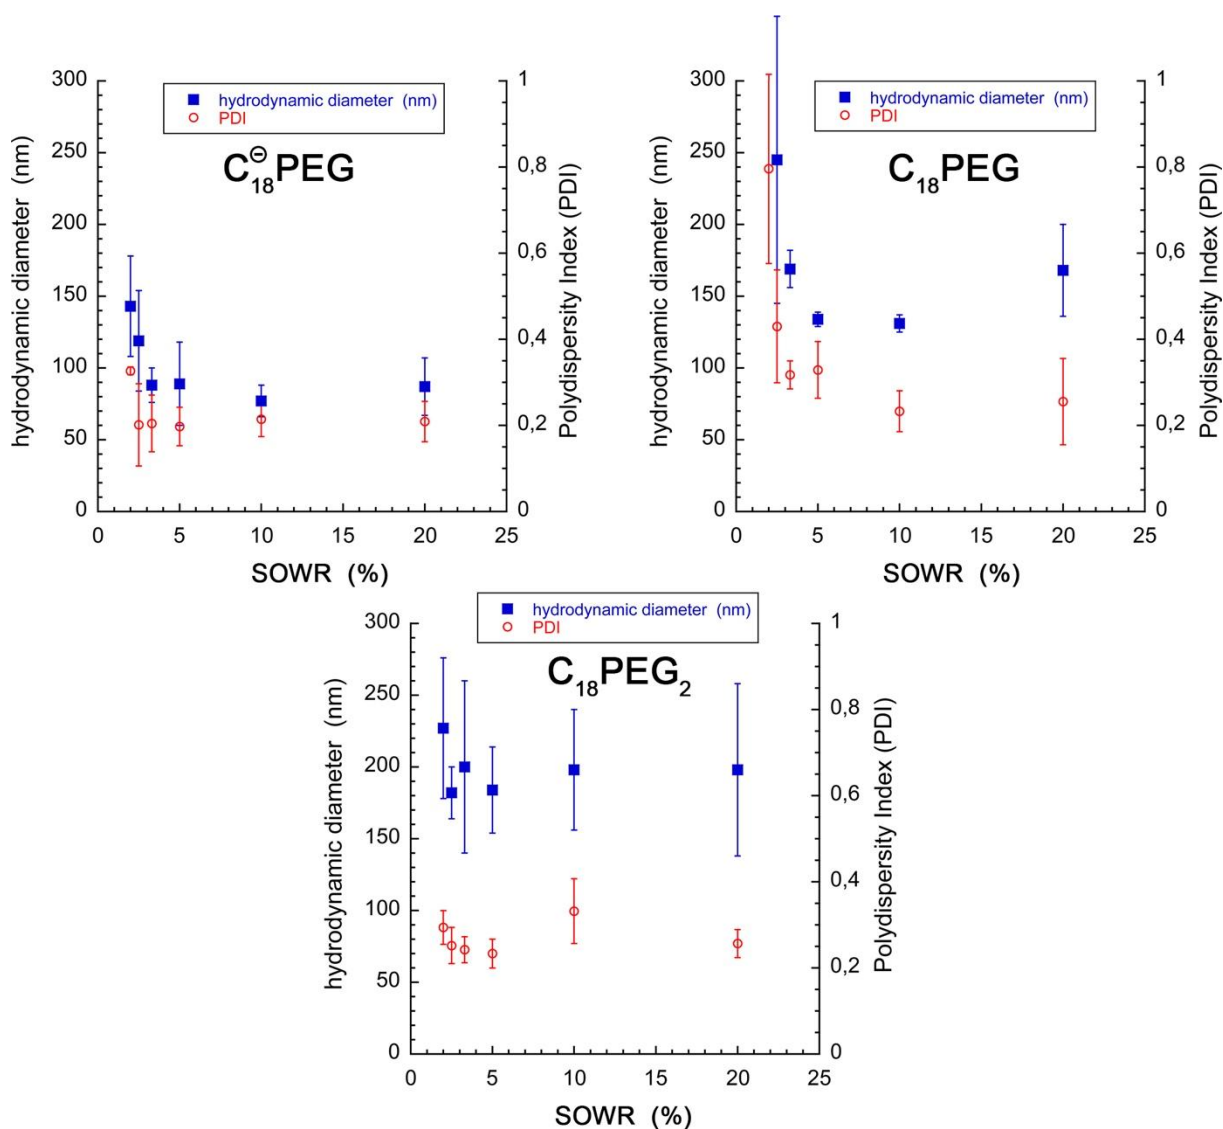 hydrodynamic diameter (nm)
PDI
C₁₈⊖PEG
300
250
200
150
100
50
0
hydrodynamic diameter (nm)
1
0,8
0,6
0,4
0,2
0
Polydispersity Index (PDI)
0 5 10 15 20 25
SOWR (%)
hydrodynamic diameter (nm)
PDI
C₁₈PEG
300
250
200
150
100
50
0
hydrodynamic diameter (nm)
1
0,8
0,6
0,4
0,2
0
Polydispersity Index (PDI)
0 5 10 15 20 25
SOWR (%)
hydrodynamic diameter (nm)
PDI
C₁₈PEG₂
300
250
200
150
100
50
0
hydrodynamic diameter (nm)
1
0,8
0,6
0,4
0,2
0
Polydispersity Index (PDI)
0 5 10 15 20 25
SOWR (%)